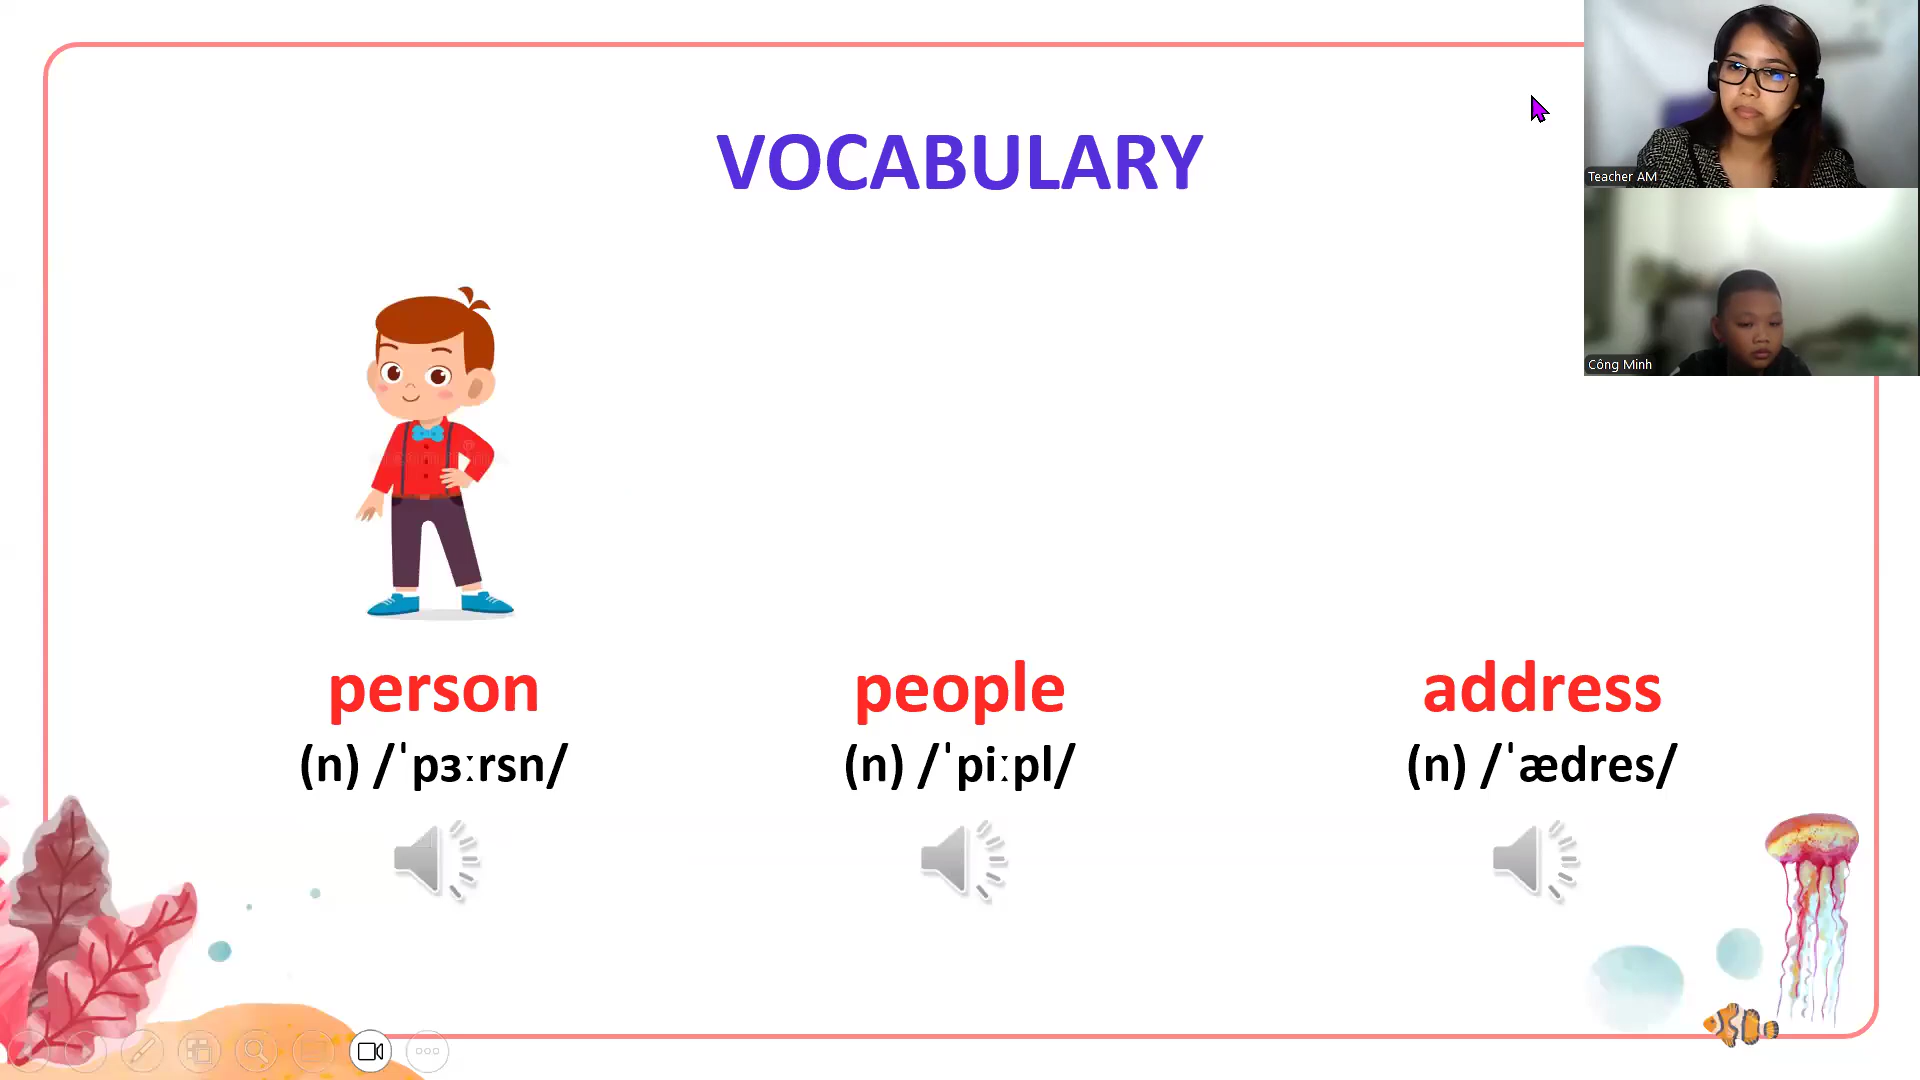 VOCABULARY
Teacher AM
Công Minh
person
(n) /ˈpɜːrsn/
people
(n) /ˈpiːpl/
address
(n) /ˈædres/